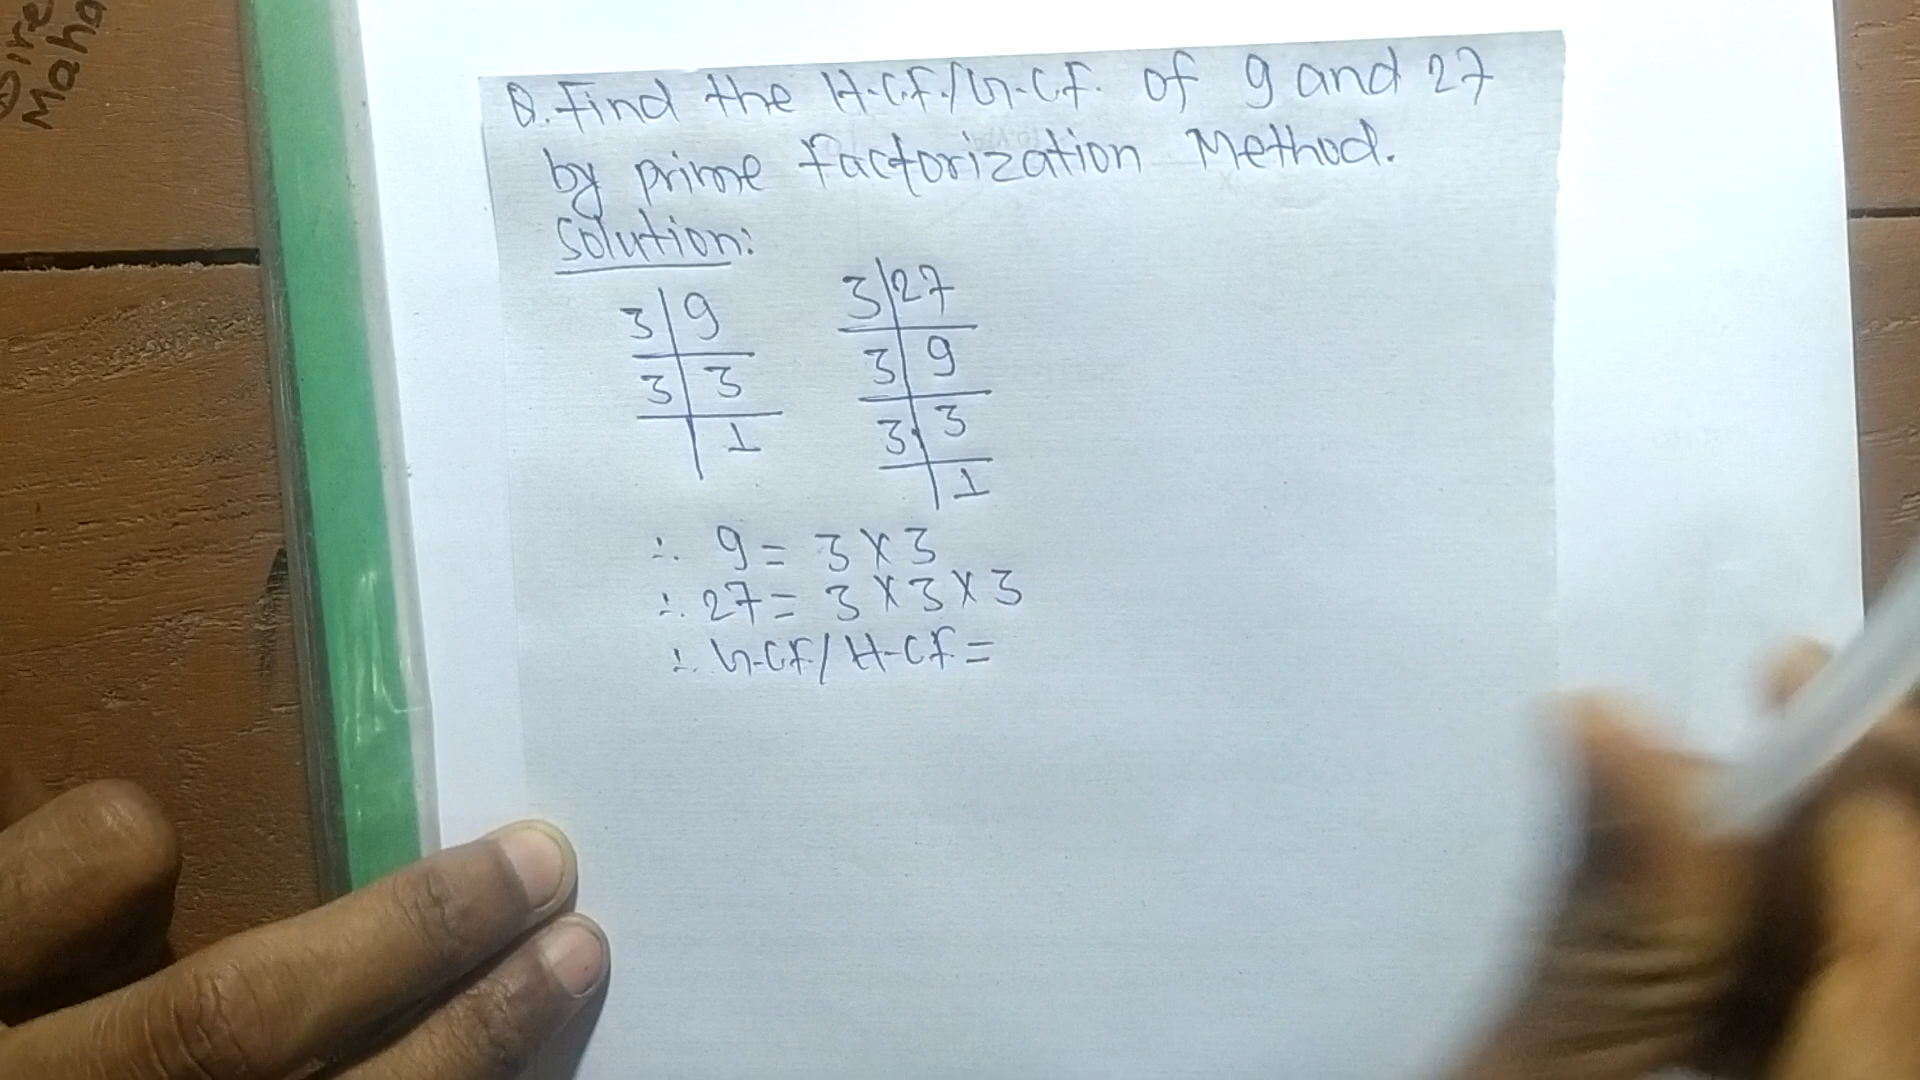 Q. Find the H.C.F./G.C.F. of 9 and 27
by prime factorization Method.
Solution:
3 | 9
3 | 3
1
3 | 27
3 | 9
3 | 3
1
∴ 9 = 3 × 3
∴ 27 = 3 × 3 × 3
∴ G.C.F/H.C.F =